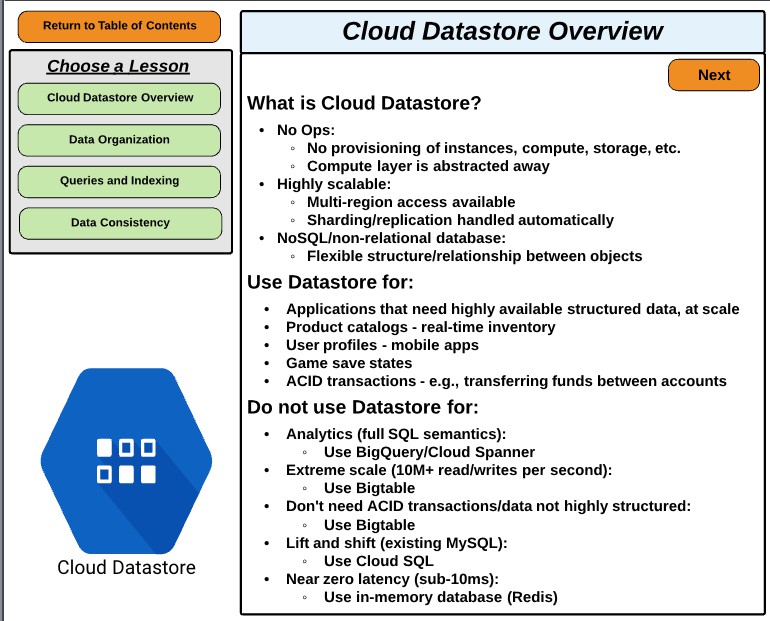 Return to Table of Contents
Choose a Lesson
Cloud Datastore Overview
Data Organization
Queries and Indexing
Data Consistency
Cloud Datastore
Cloud Datastore Overview
Next
What is Cloud Datastore?
• No Ops:
◦ No provisioning of instances, compute, storage, etc.
◦ Compute layer is abstracted away
• Highly scalable:
◦ Multi-region access available
◦ Sharding/replication handled automatically
• NoSQL/non-relational database:
◦ Flexible structure/relationship between objects
Use Datastore for:
• Applications that need highly available structured data, at scale
• Product catalogs - real-time inventory
• User profiles - mobile apps
• Game save states
• ACID transactions - e.g., transferring funds between accounts
Do not use Datastore for:
• Analytics (full SQL semantics):
◦ Use BigQuery/Cloud Spanner
• Extreme scale (10M+ read/writes per second):
◦ Use Bigtable
• Don't need ACID transactions/data not highly structured:
◦ Use Bigtable
• Lift and shift (existing MySQL):
◦ Use Cloud SQL
• Near zero latency (sub-10ms):
◦ Use in-memory database (Redis)